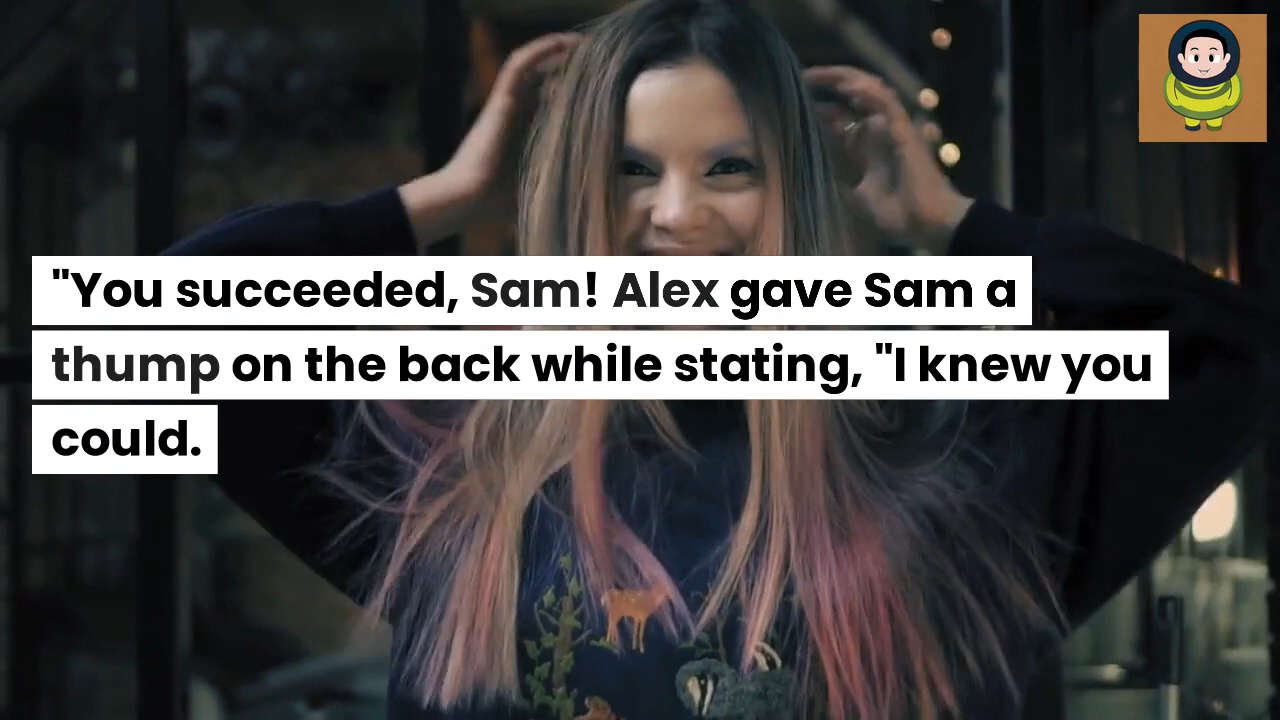 "You succeeded, Sam! Alex gave Sam a
thump on the back while stating, "I knew you
could.